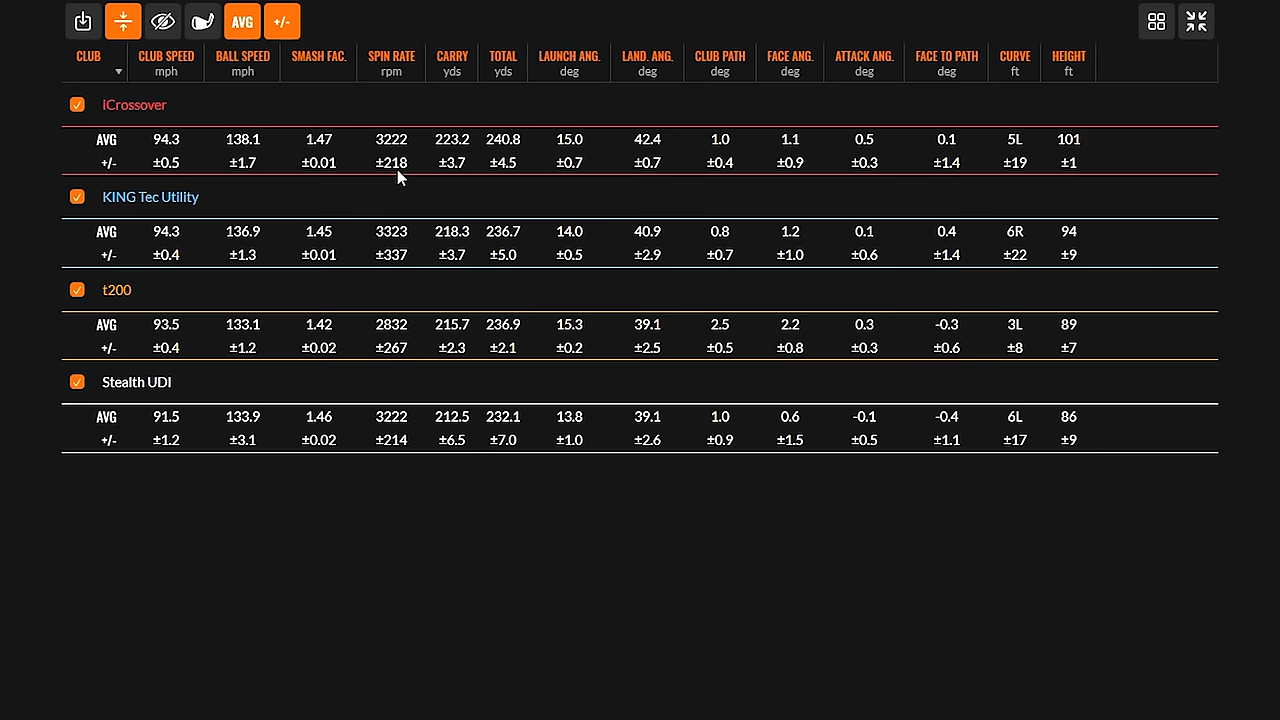 AVG +/-
CLUB CLUB SPEED BALL SPEED SMASH FAC. SPIN RATE CARRY TOTAL LAUNCH ANG. LAND. ANG. CLUB PATH FACE ANG. ATTACK ANG. FACE TO PATH CURVE HEIGHT
mph mph rpm yds yds deg deg deg deg deg deg ft ft
iCrossover
AVG 94.3 138.1 1.47 3222 223.2 240.8 15.0 42.4 1.0 1.1 0.5 0.1 5L 101
+/- ±0.5 ±1.7 ±0.01 ±218 ±3.7 ±4.5 ±0.7 ±0.7 ±0.4 ±0.9 ±0.3 ±1.4 ±19 ±1
KING Tec Utility
AVG 94.3 136.9 1.45 3323 218.3 236.7 14.0 40.9 0.8 1.2 0.1 0.4 6R 94
+/- ±0.4 ±1.3 ±0.01 ±337 ±3.7 ±5.0 ±0.5 ±2.9 ±0.7 ±1.0 ±0.6 ±1.4 ±22 ±9
t200
AVG 93.5 133.1 1.42 2832 215.7 236.9 15.3 39.1 2.5 2.2 0.3 -0.3 3L 89
+/- ±0.4 ±1.2 ±0.02 ±267 ±2.3 ±2.1 ±0.2 ±2.5 ±0.5 ±0.8 ±0.3 ±0.6 ±8 ±7
Stealth UDI
AVG 91.5 133.9 1.46 3222 212.5 232.1 13.8 39.1 1.0 0.6 -0.1 -0.4 6L 86
+/- ±1.2 ±3.1 ±0.02 ±214 ±6.5 ±7.0 ±1.0 ±2.6 ±0.9 ±1.5 ±0.5 ±1.1 ±17 ±9